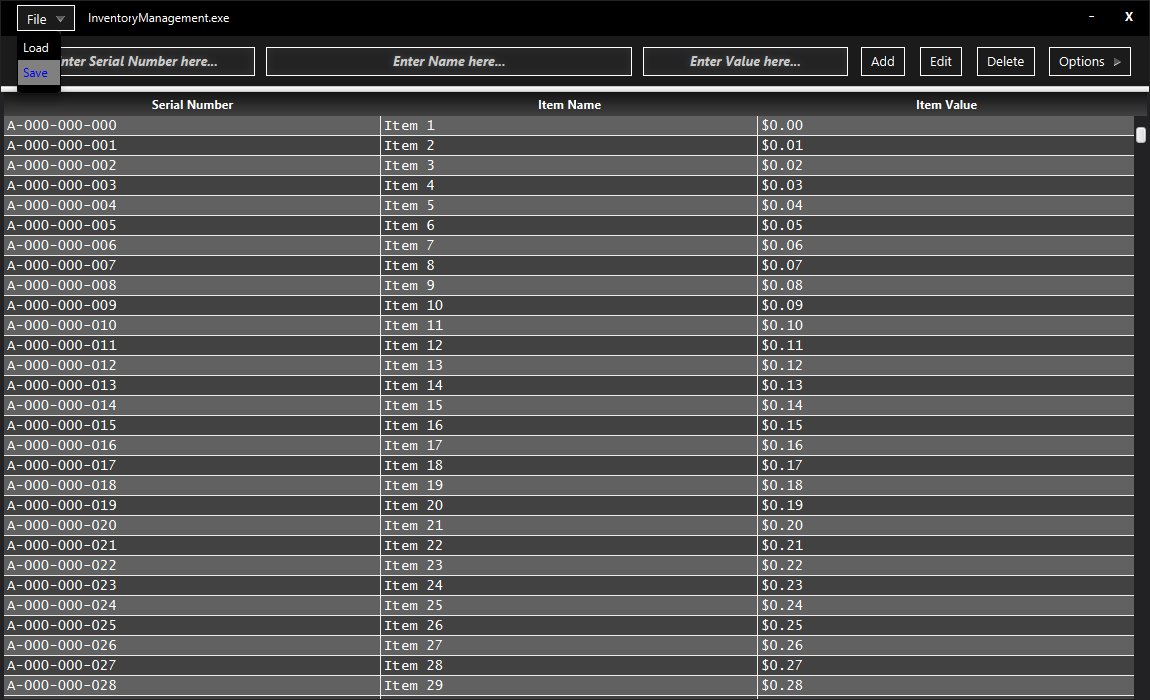 File InventoryManagement.exe – X
Load
Save
nter Serial Number here... Enter Name here... Enter Value here... Add Edit Delete Options
Serial Number Item Name Item Value
A-000-000-000 Item 1 $0.00
A-000-000-001 Item 2 $0.01
A-000-000-002 Item 3 $0.02
A-000-000-003 Item 4 $0.03
A-000-000-004 Item 5 $0.04
A-000-000-005 Item 6 $0.05
A-000-000-006 Item 7 $0.06
A-000-000-007 Item 8 $0.07
A-000-000-008 Item 9 $0.08
A-000-000-009 Item 10 $0.09
A-000-000-010 Item 11 $0.10
A-000-000-011 Item 12 $0.11
A-000-000-012 Item 13 $0.12
A-000-000-013 Item 14 $0.13
A-000-000-014 Item 15 $0.14
A-000-000-015 Item 16 $0.15
A-000-000-016 Item 17 $0.16
A-000-000-017 Item 18 $0.17
A-000-000-018 Item 19 $0.18
A-000-000-019 Item 20 $0.19
A-000-000-020 Item 21 $0.20
A-000-000-021 Item 22 $0.21
A-000-000-022 Item 23 $0.22
A-000-000-023 Item 24 $0.23
A-000-000-024 Item 25 $0.24
A-000-000-025 Item 26 $0.25
A-000-000-026 Item 27 $0.26
A-000-000-027 Item 28 $0.27
A-000-000-028 Item 29 $0.28